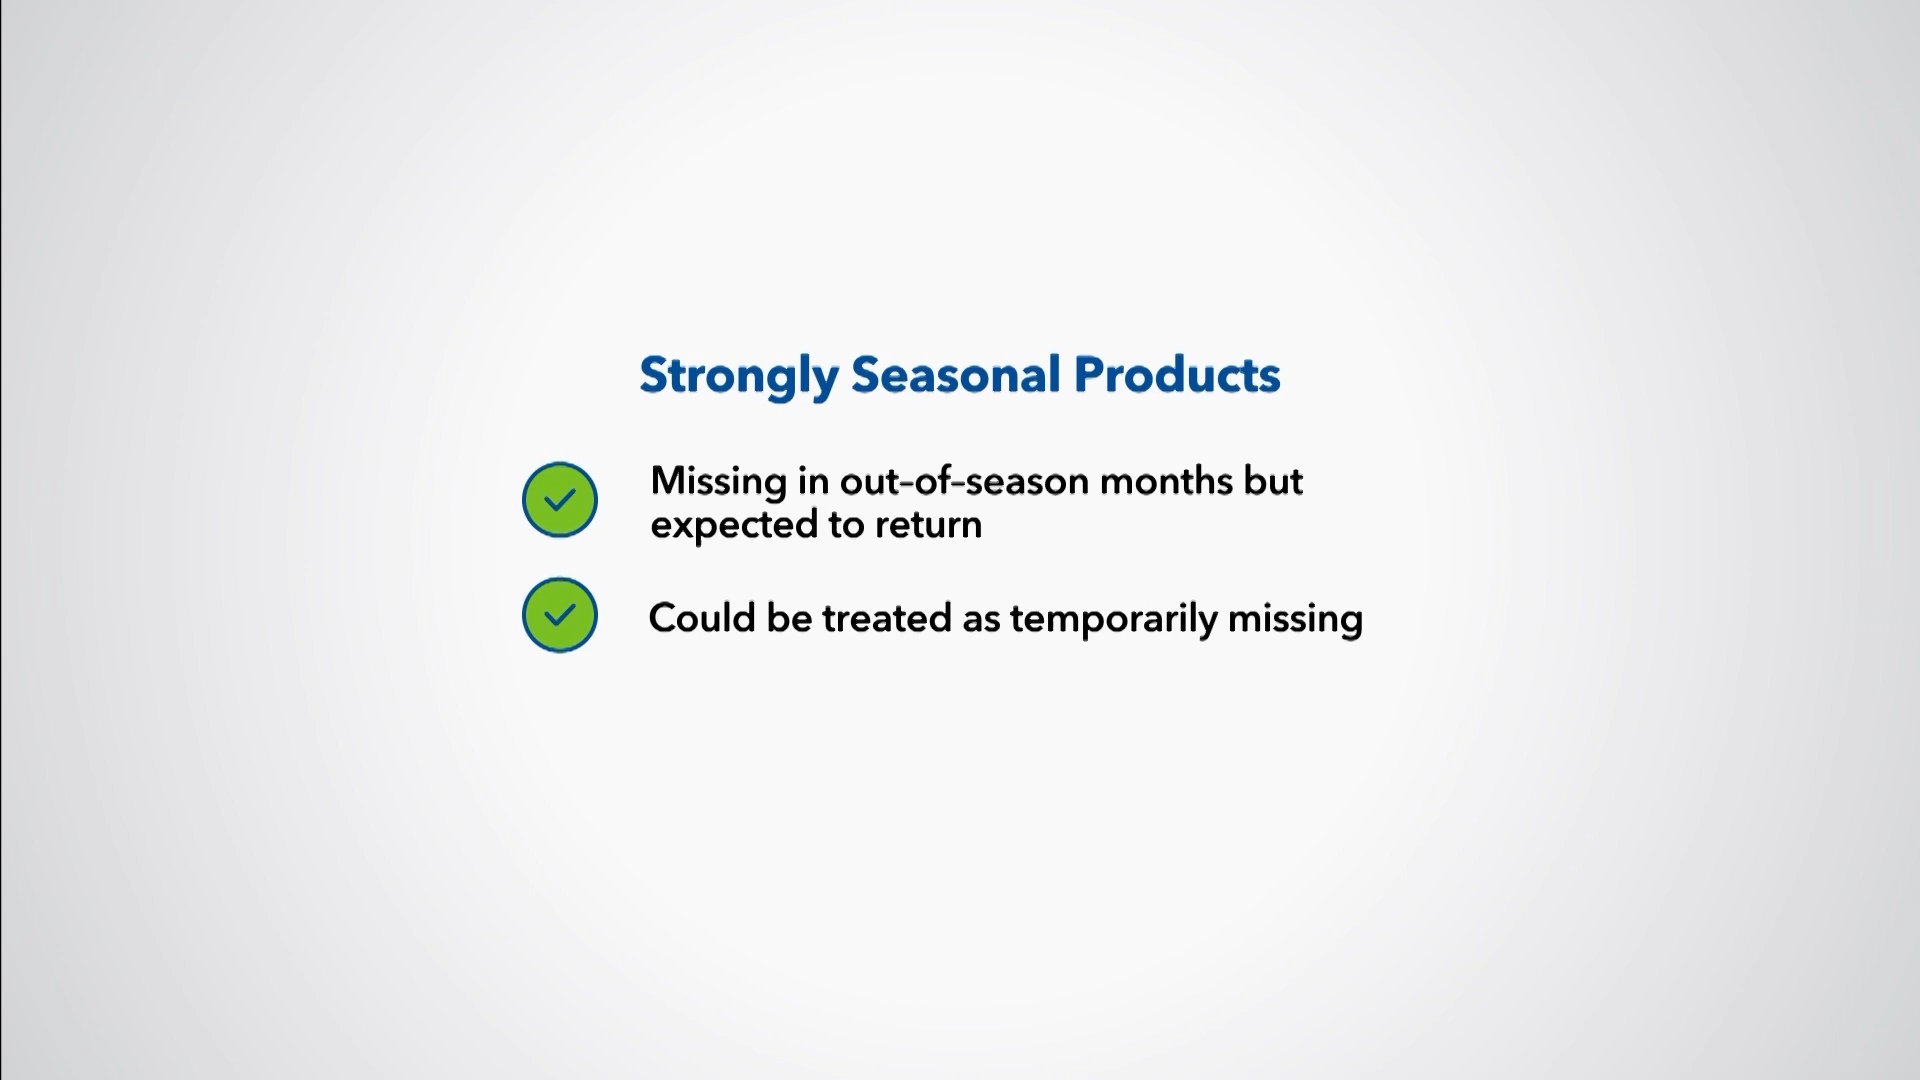 Strongly Seasonal Products
Missing in out-of-season months but
expected to return
Could be treated as temporarily missing